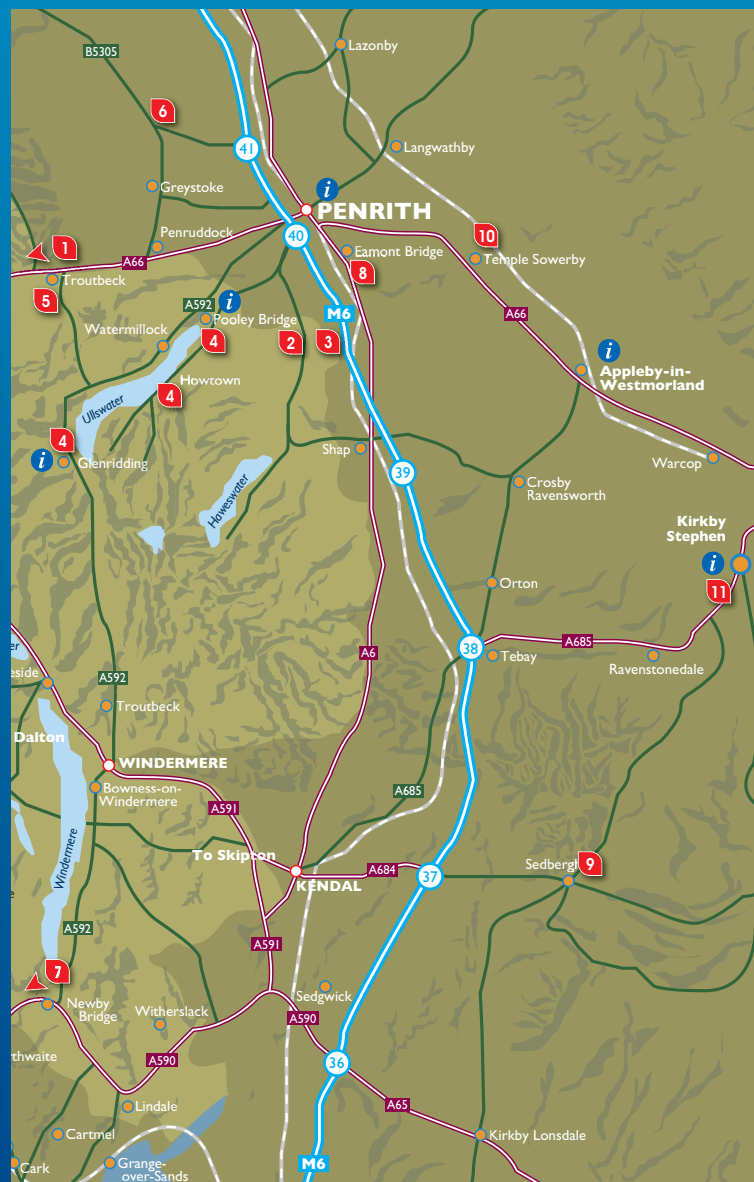 B5305
Lazonby
6
41
Langwathby
Greystoke
i
PENRITH
Penruddock
40
10
1
Eamont Bridge
Temple Sowerby
A66
8
Troutbeck
5
A592
i
Pooley Bridge
M6
A66
Watermillock
4
2
3
i
Appleby-in-
Westmorland
Howtown
4
Ullswater
4
i
Glenridding
Shap
Warcop
39
Haweswater
Crosby
Ravensworth
Kirkby
Stephen
i
11
Orton
er
38
A685
A6
Tebay
Ravenstonedale
eside
A592
Troutbeck
Dalton
WINDERMERE
Bowness-on-
Windermere
A685
A591
Windermere
To Skipton
A684
Sedbergh
9
37
KENDAL
A592
A591
7
Sedgwick
Newby
Bridge
Witherslack
A590
rthwaite
A590
36
Lindale
A65
Cartmel
Kirkby Lonsdale
Cark
Grange-
over-Sands
M6